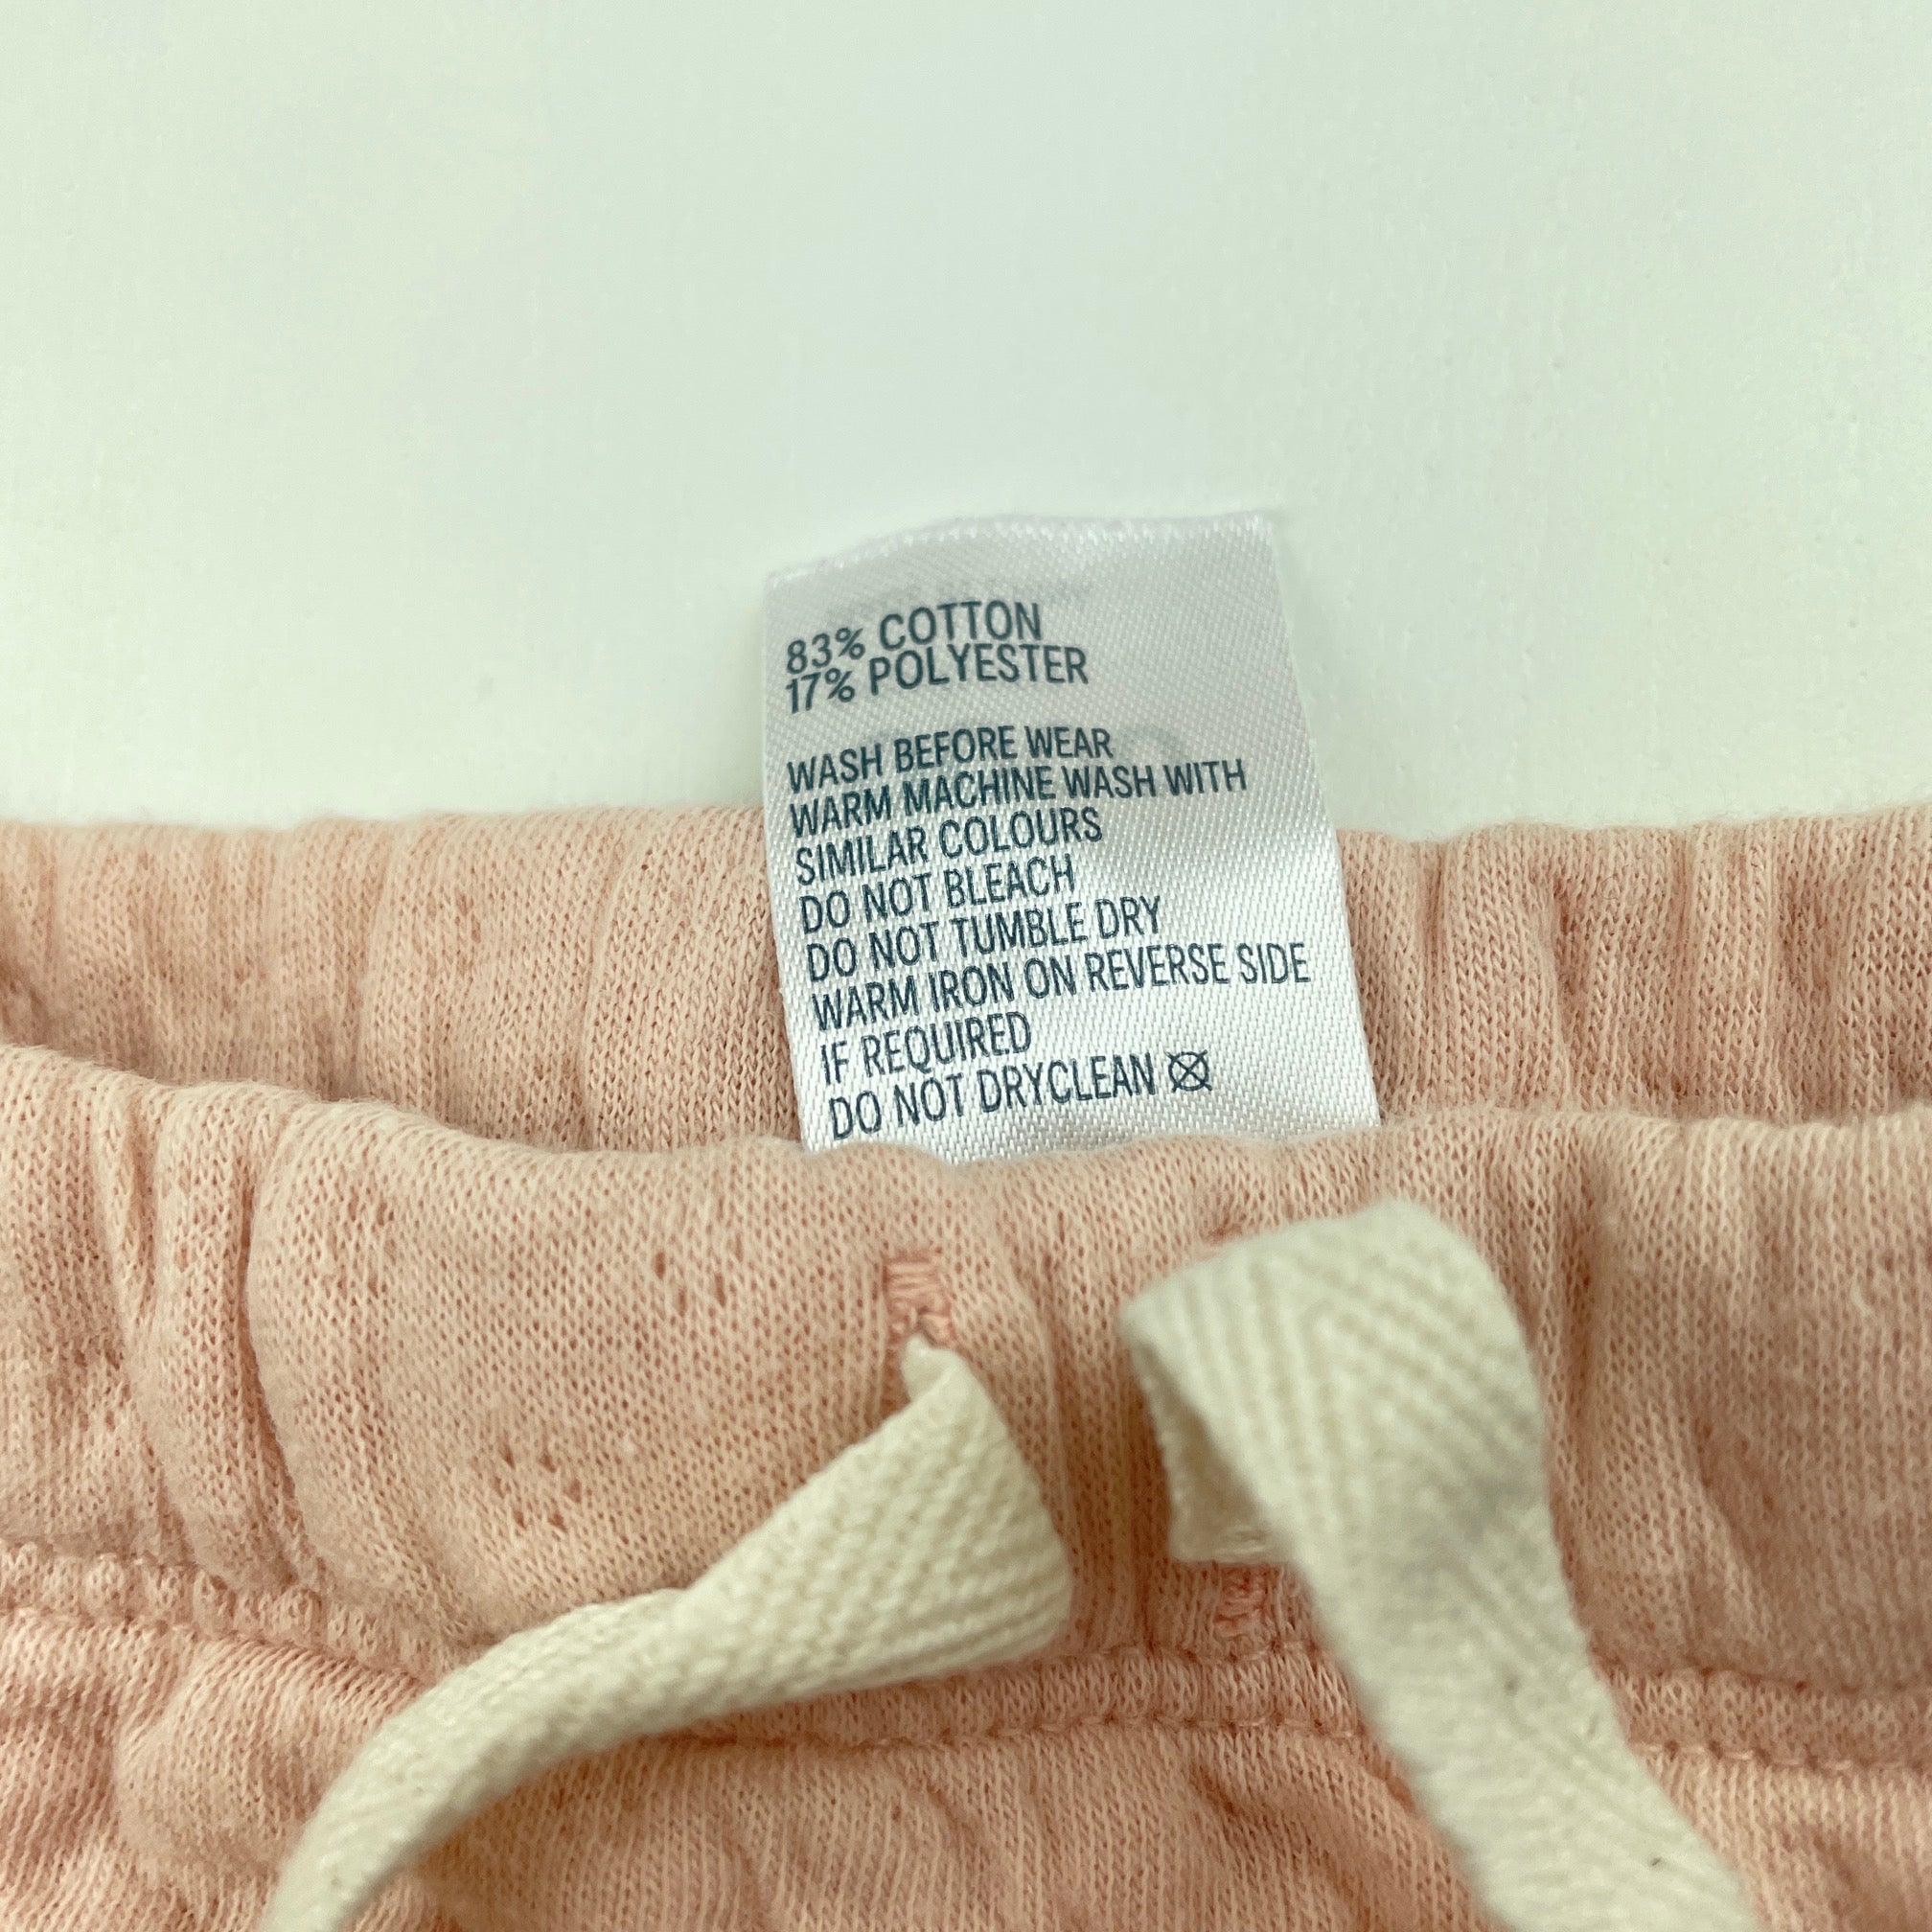 83% COTTON
17% POLYESTER
WASH BEFORE WEAR
WARM MACHINE WASH WITH
SIMILAR COLOURS
DO NOT BLEACH
DO NOT TUMBLE DRY
WARM IRON ON REVERSE SIDE
IF REQUIRED
DO NOT DRYCLEAN